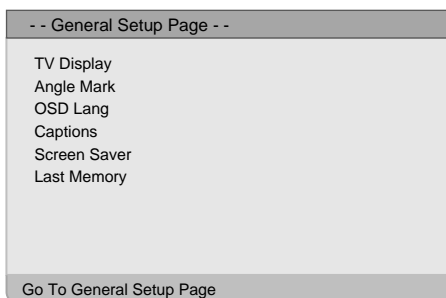 - - General Setup Page - -
TV Display
Angle Mark
OSD Lang
Captions
Screen Saver
Last Memory
Go To General Setup Page